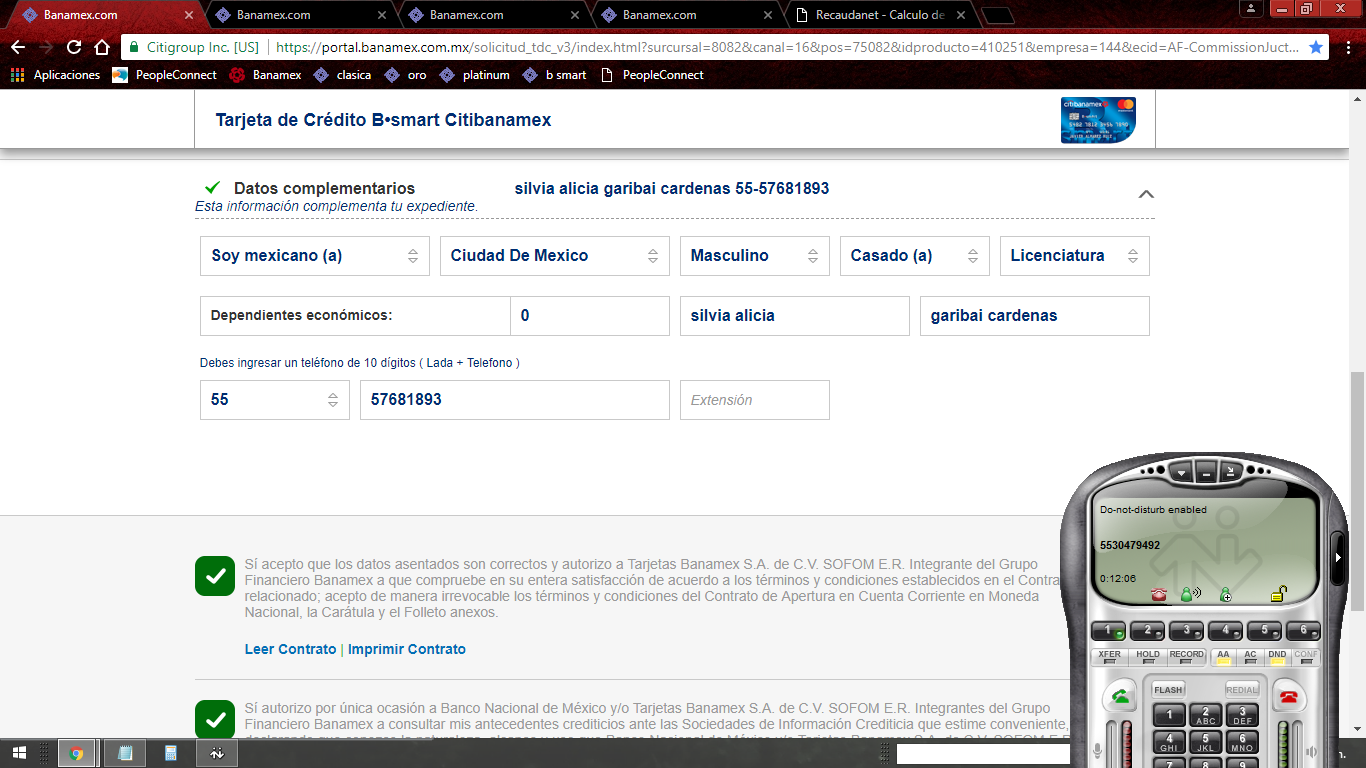 Banamex.com
Banamex.com
Banamex.com
Banamex.com
Recaudanet - Calculo de
Citigroup Inc. [US] https://portal.banamex.com.mx/solicitud_tdc_v3/index.html?surcursal=8082&canal=16&pos=75082&idproducto=410251&empresa=144&ecid=AF-CommissionJuct...
Aplicaciones PeopleConnect Banamex clasica oro platinum b smart PeopleConnect
Tarjeta de Crédito B•smart Citibanamex
citibanamex
Datos complementarios silvia alicia garibai cardenas 55-57681893
Esta información complementa tu expediente.
Soy mexicano (a) Ciudad De Mexico Masculino Casado (a) Licenciatura
Dependientes económicos: 0 silvia alicia garibai cardenas
Debes ingresar un teléfono de 10 dígitos ( Lada + Telefono )
55 57681893 Extensión
Sí acepto que los datos asentados son correctos y autorizo a Tarjetas Banamex S.A. de C.V. SOFOM E.R. Integrante del Grupo
Financiero Banamex a que compruebe en su entera satisfacción de acuerdo a los términos y condiciones establecidos en el Contra
relacionado; acepto de manera irrevocable los términos y condiciones del Contrato de Apertura en Cuenta Corriente en Moneda
Nacional, la Carátula y el Folleto anexos.
Leer Contrato | Imprimir Contrato
Sí autorizo por única ocasión a Banco Nacional de México y/o Tarjetas Banamex S.A. de C.V. SOFOM E.R. Integrantes del Grupo
Financiero Banamex a consultar mis antecedentes crediticios ante las Sociedades de Información Crediticia que estime conveniente,
Do-not-disturb enabled
5530479492
0:12:06
1 2 3 4 5 6
XFER HOLD RECORD AA AC DND CONF
FLASH REDIAL
1 2 ABC 3 DEF
4 GHI 5 JKL 6 MNO
7 8 9